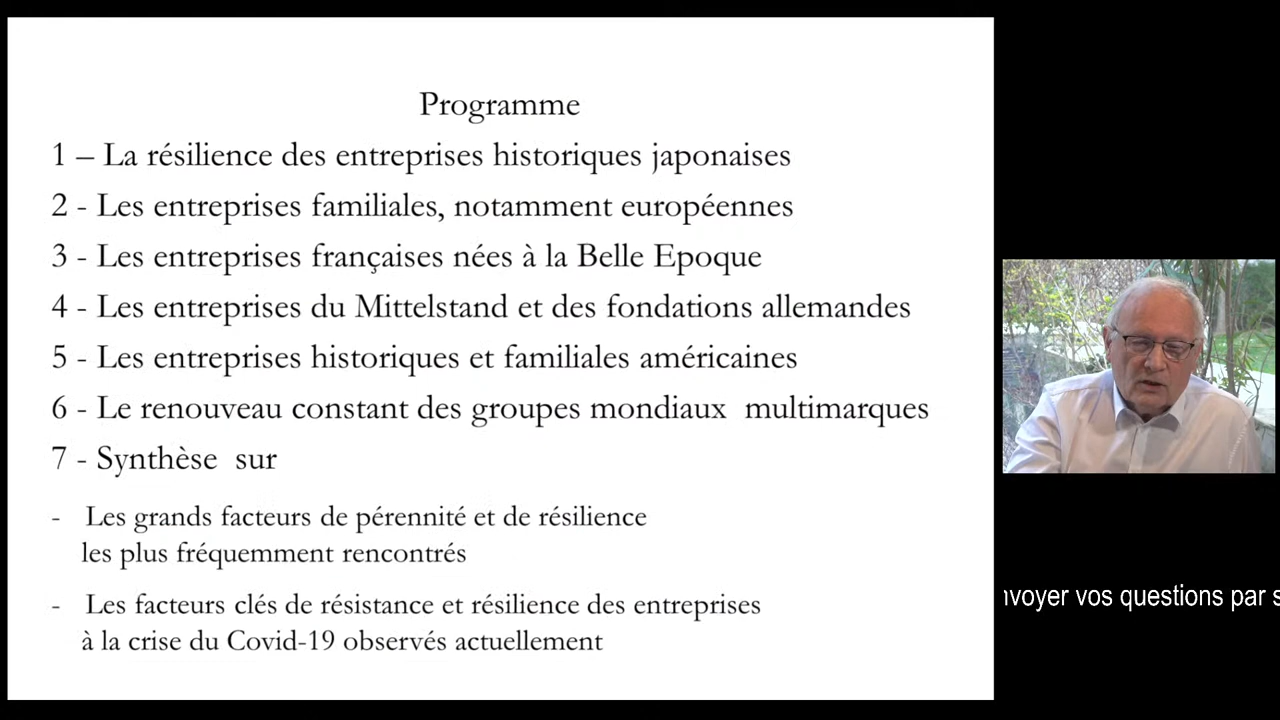 Programme
1 – La résilience des entreprises historiques japonaises
2 - Les entreprises familiales, notamment européennes
3 - Les entreprises françaises nées à la Belle Epoque
4 - Les entreprises du Mittelstand et des fondations allemandes
5 - Les entreprises historiques et familiales américaines
6 - Le renouveau constant des groupes mondiaux multimarques
7 - Synthèse sur
- Les grands facteurs de pérennité et de résilience
les plus fréquemment rencontrés
- Les facteurs clés de résistance et résilience des entreprises
à la crise du Covid-19 observés actuellement
nvoyer vos questions par s